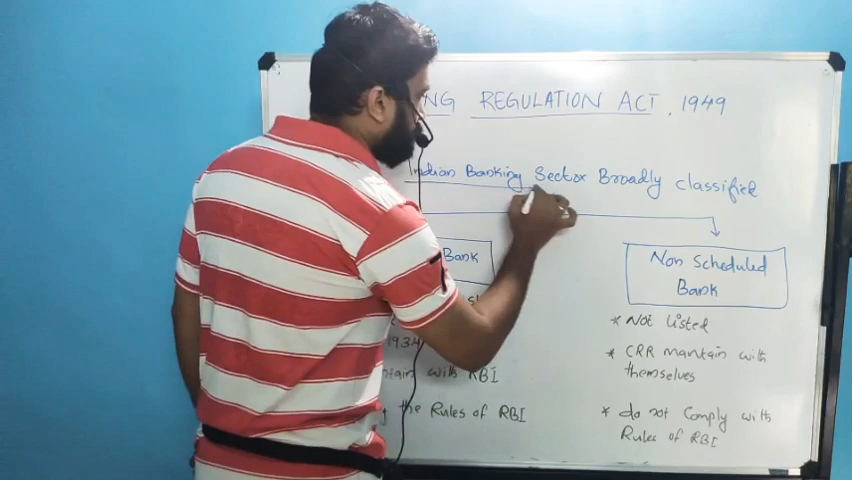 NG REGULATION ACT, 1949
Indian Banking Sector Broadly classified
Bank
Non Scheduled
Bank
* Not listed
1934
* CRR mantain with
themselves
with RBI
the Rules of RBI
* do not Comply with
Rules of RBI